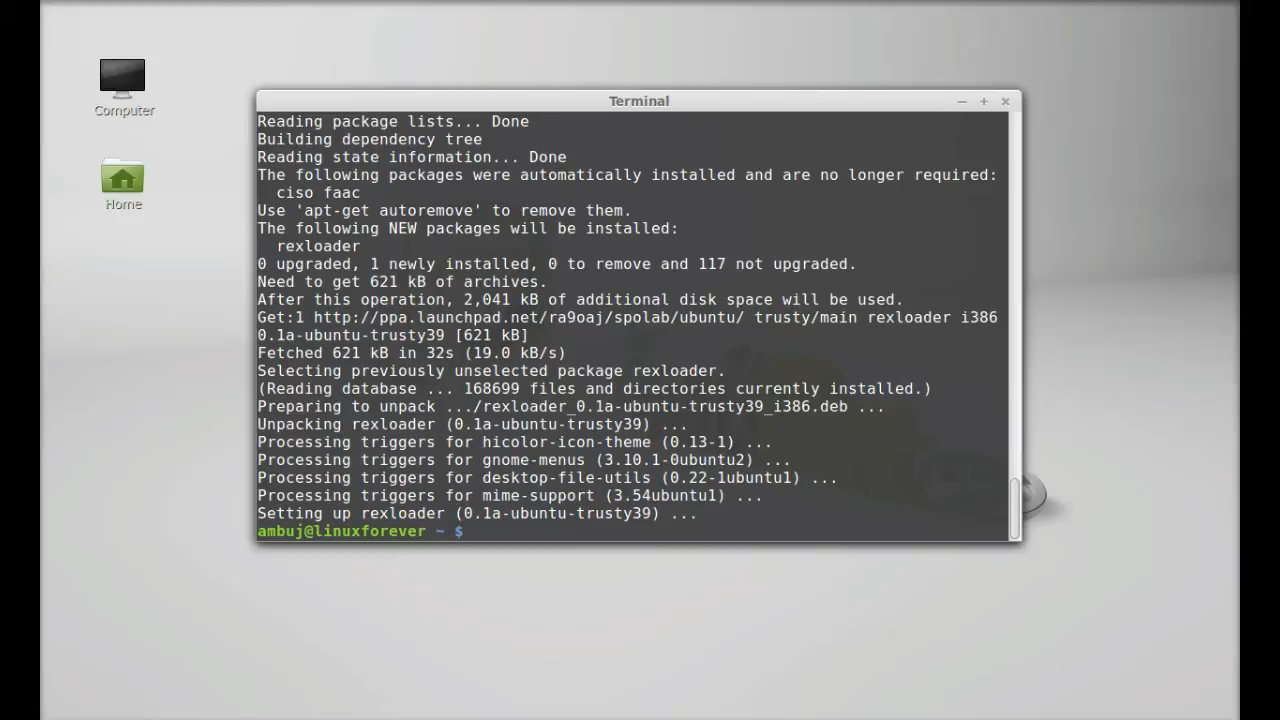 Computer
Home
Terminal
Reading package lists... Done
Building dependency tree
Reading state information... Done
The following packages were automatically installed and are no longer required:
  ciso faac
Use 'apt-get autoremove' to remove them.
The following NEW packages will be installed:
  rexloader
0 upgraded, 1 newly installed, 0 to remove and 117 not upgraded.
Need to get 621 kB of archives.
After this operation, 2,041 kB of additional disk space will be used.
Get:1 http://ppa.launchpad.net/ra9oaj/spolab/ubuntu/ trusty/main rexloader i386
0.1a-ubuntu-trusty39 [621 kB]
Fetched 621 kB in 32s (19.0 kB/s)
Selecting previously unselected package rexloader.
(Reading database ... 168699 files and directories currently installed.)
Preparing to unpack .../rexloader_0.1a-ubuntu-trusty39_i386.deb ...
Unpacking rexloader (0.1a-ubuntu-trusty39) ...
Processing triggers for hicolor-icon-theme (0.13-1) ...
Processing triggers for gnome-menus (3.10.1-0ubuntu2) ...
Processing triggers for desktop-file-utils (0.22-1ubuntu1) ...
Processing triggers for mime-support (3.54ubuntu1) ...
Setting up rexloader (0.1a-ubuntu-trusty39) ...
ambuj@linuxforever ~ $